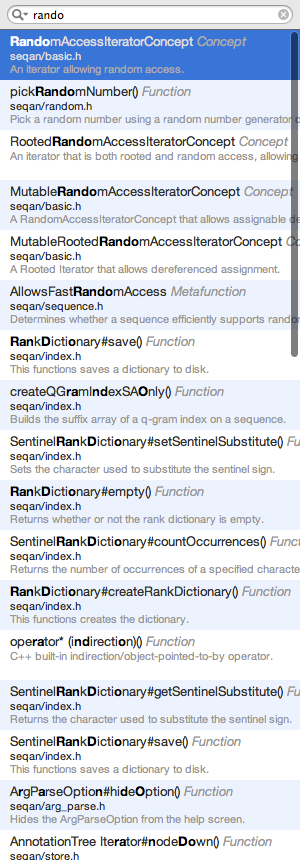 rando
RandomAccessIteratorConcept Concept
seqan/basic.h
An iterator allowing random access.
pickRandomNumber() Function
seqan/random.h
Pick a random number using a random number generator
RootedRandomAccessIteratorConcept Concept
An iterator that is both rooted and random access, allowing
MutableRandomAccessIteratorConcept Concept
seqan/basic.h
A RandomAccessIteratorConcept that allows assignable
MutableRootedRandomAccessIteratorConcept
seqan/basic.h
A Rooted Iterator that allows dereferenced assignment.
AllowsFastRandomAccess Metafunction
seqan/sequence.h
Determines whether a sequence efficiently supports
RankDictionary#save() Function
seqan/index.h
This functions saves a dictionary to disk.
createQGramIndexSAOnly() Function
seqan/index.h
Builds the suffix array of a q-gram index on a sequence.
SentinelRankDictionary#setSentinelSubstitute() Fu
seqan/index.h
Sets the character used to substitute the sentinel sign.
RankDictionary#empty() Function
seqan/index.h
Returns whether or not the rank dictionary is empty.
SentinelRankDictionary#countOccurrences() Func
seqan/index.h
Returns the number of occurrences of a specified characte
RankDictionary#createRankDictionary() Function
seqan/index.h
This functions creates the dictionary.
operator* (indirection)() Function
C++ built-in indirection/object-pointed-to-by operator.
SentinelRankDictionary#getSentinelSubstitute() Fu
seqan/index.h
Returns the character used to substitute the sentinel sign.
SentinelRankDictionary#save() Function
seqan/index.h
This functions saves a dictionary to disk.
ArgParseOption#hideOption() Function
seqan/arg_parse.h
Hides the ArgParseOption from the help screen.
AnnotationTree Iterator#nodeDown() Function
seqan/store.h